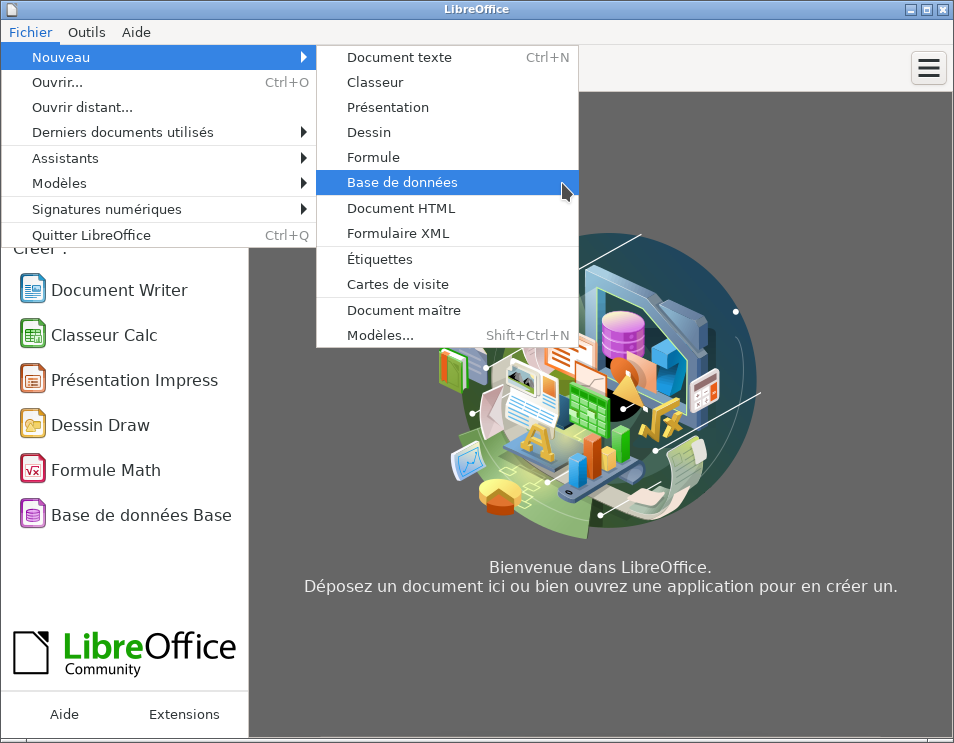 LibreOffice
Fichier Outils Aide
Nouveau
Ouvrir... Ctrl+O
Ouvrir distant...
Derniers documents utilisés
Assistants
Modèles
Signatures numériques
Quitter LibreOffice Ctrl+Q
Document texte Ctrl+N
Classeur
Présentation
Dessin
Formule
Base de données
Document HTML
Formulaire XML
Étiquettes
Cartes de visite
Document maître
Modèles... Shift+Ctrl+N
Créer :
Document Writer
Classeur Calc
Présentation Impress
Dessin Draw
Formule Math
Base de données Base
LibreOffice
Community
Aide Extensions
Bienvenue dans LibreOffice.
Déposez un document ici ou bien ouvrez une application pour en créer un.